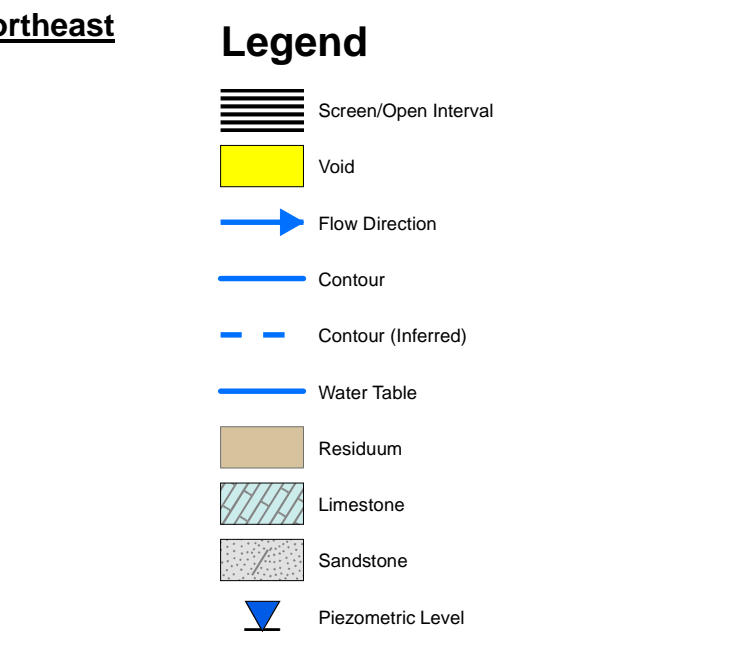 ortheast
Legend
Screen/Open Interval
Void
Flow Direction
Contour
Contour (Inferred)
Water Table
Residuum
Limestone
Sandstone
Piezometric Level